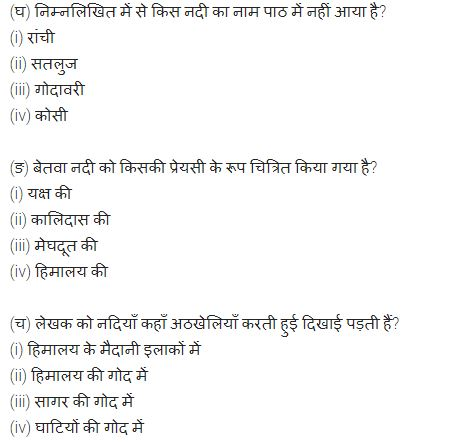 (घ) निम्नलिखित में से किस नदी का नाम पाठ में नहीं आया है?
(i) रांची
(ii) सतलुज
(iii) गोदावरी
(iv) कोसी
(ङ) बेतवा नदी को किसकी प्रेयसी के रूप चित्रित किया गया है?
(i) यक्ष की
(ii) कालिदास की
(iii) मेघदूत की
(iv) हिमालय की
(च) लेखक को नदियाँ कहाँ अठखेलियाँ करती हुई दिखाई पड़ती हैं?
(i) हिमालय के मैदानी इलाकों में
(ii) हिमालय की गोद में
(iii) सागर की गोद में
(iv) घाटियों की गोद में